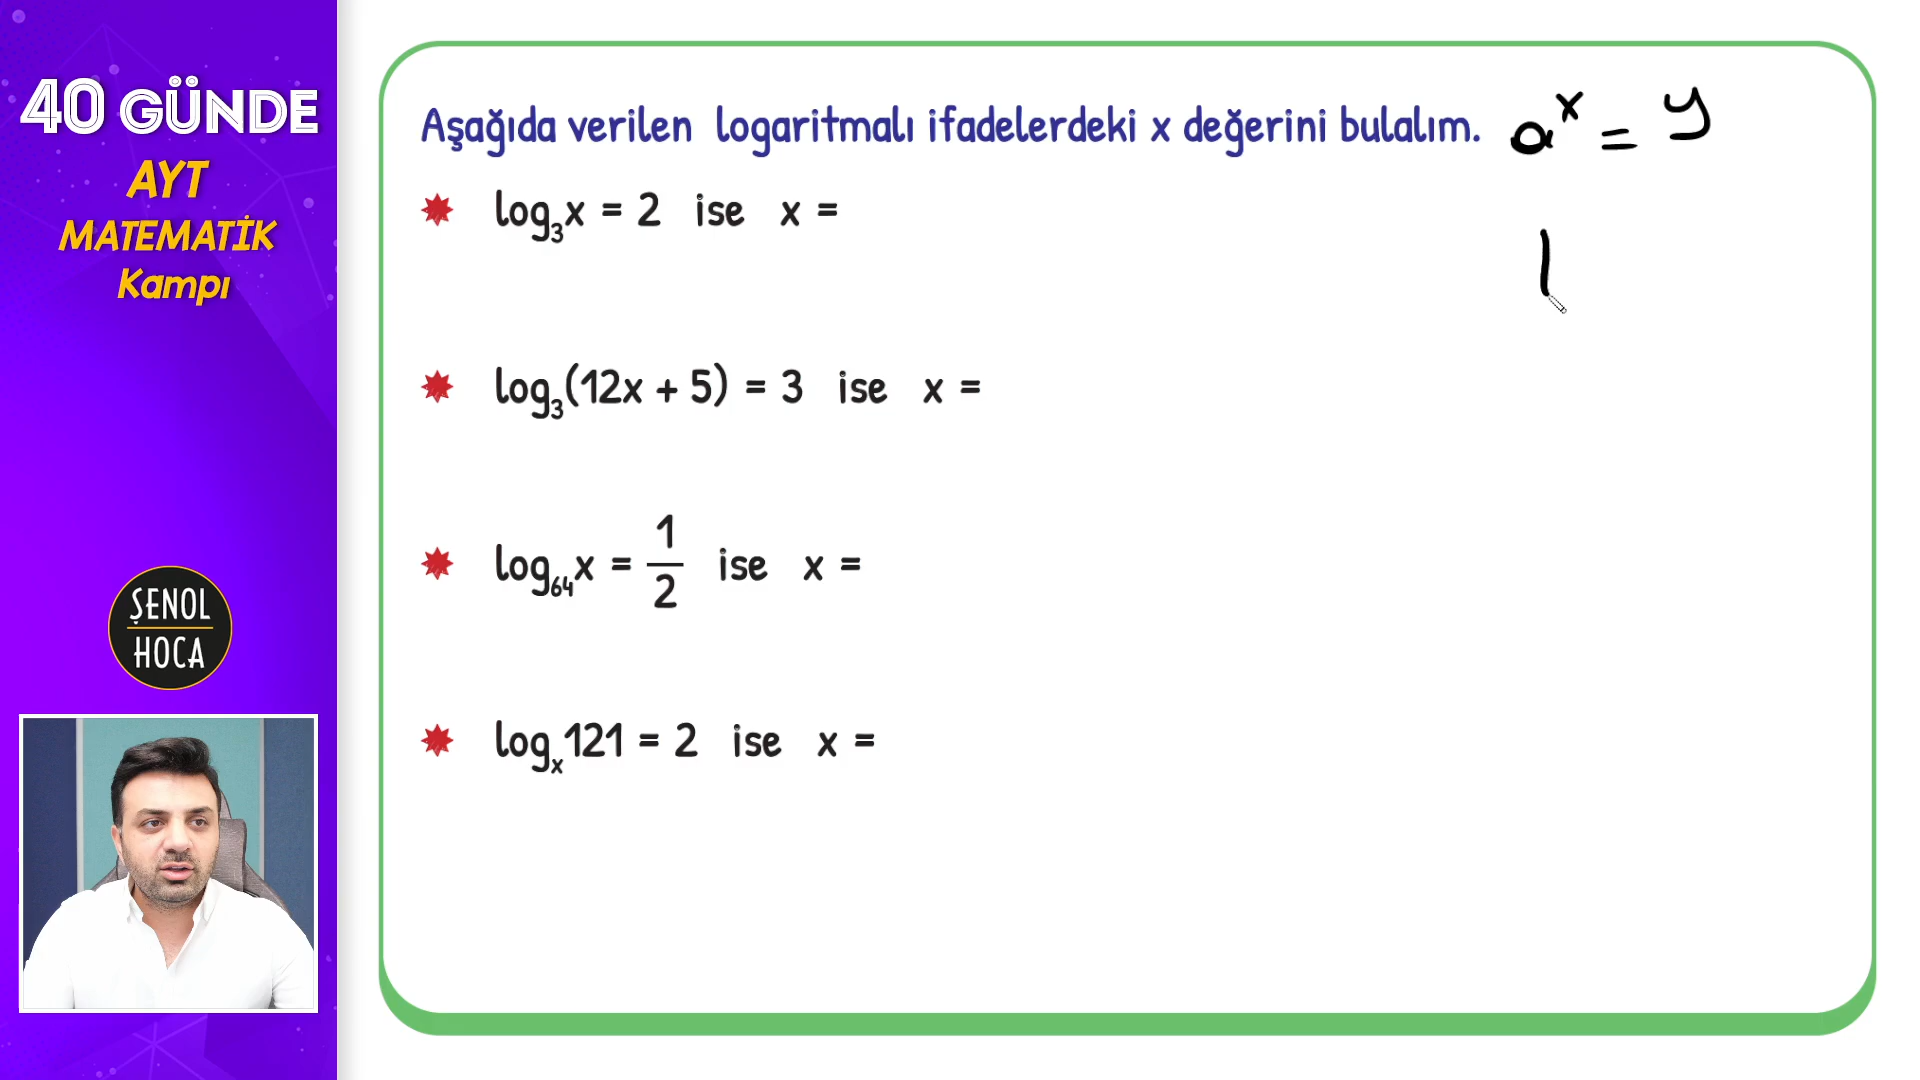 40 GÜNDE
AYT
MATEMATİK
Kampı
ŞENOL
HOCA
Aşağıda verilen logaritmalı ifadelerdeki x değerini bulalım.
aˣ = y
log₃x = 2 ise x =
l
log₃(12x + 5) = 3 ise x =
log₆₄x = 1/2 ise x =
logₓ121 = 2 ise x =